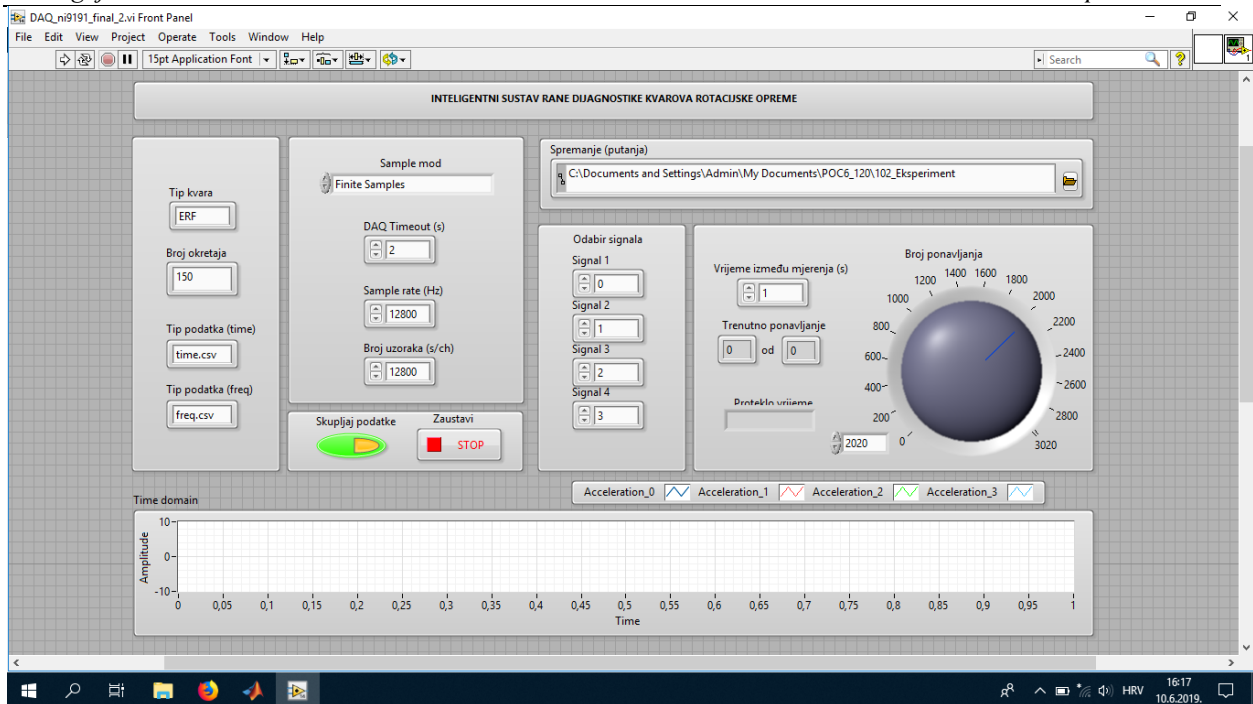 DAQ_ni9191_final_2.vi Front Panel
File Edit View Project Operate Tools Window Help
15pt Application Font
Search
1
INTELIGENTNI SUSTAV RANE DIJAGNOSTIKE KVAROVA ROTACIJSKE OPREME
Tip kvara
ERF
Broj okretaja
150
Tip podatka (time)
time.csv
Tip podatka (freq)
freq.csv
Sample mod
Finite Samples
DAQ Timeout (s)
2
Sample rate (Hz)
12800
Broj uzoraka (s/ch)
12800
Skupljaj podatke
Zaustavi
STOP
Spremanje (putanja)
C:\Documents and Settings\Admin\My Documents\POC6_120\102_Eksperiment
Odabir signala
Signal 1
0
Signal 2
1
Signal 3
2
Signal 4
3
Vrijeme između mjerenja (s)
1
Trenutno ponavljanje
0 od 0
Proteklo vrijeme
Broj ponavljanja
0
200
400
600
800
1000
1200
1400
1600
1800
2000
2200
2400
2600
2800
3020
2020
Acceleration_0 Acceleration_1 Acceleration_2 Acceleration_3
Time domain
Amplitude
10
0
-10
0 0,05 0,1 0,15 0,2 0,25 0,3 0,35 0,4 0,45 0,5 0,55 0,6 0,65 0,7 0,75 0,8 0,85 0,9 0,95 1
Time
HRV
16:17
10.6.2019.